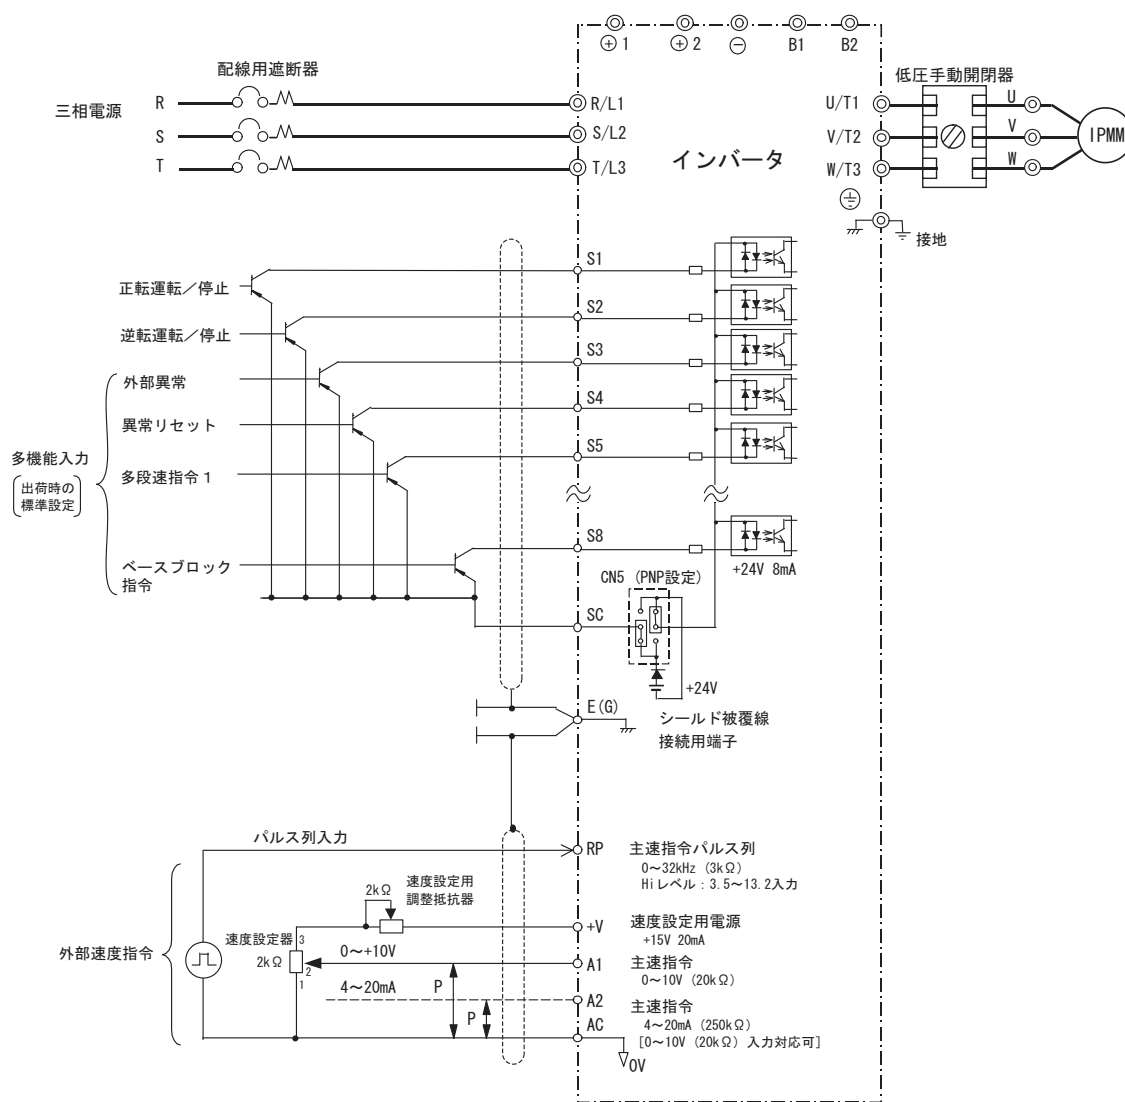 ⊕1
⊕2
⊖
B1
B2
配線用遮断器
三相電源
R
S
T
R/L1
S/L2
T/L3
インバータ
U/T1
V/T2
W/T3
低圧手動開閉器
U
V
W
IPMM
接地
正転運転／停止
逆転運転／停止
外部異常
異常リセット
多段速指令1
ベースブロック
指令
多機能入力
出荷時の
標準設定
S1
S2
S3
S4
S5
S8
SC
+24V 8mA
CN5 (PNP設定)
+24V
E(G)
シールド被覆線
接続用端子
パルス列入力
RP
主速指令パルス列
0～32kHz (3kΩ)
Hiレベル：3.5～13.2入力
外部速度指令
速度設定用
調整抵抗器
2kΩ
速度設定器
2kΩ
3
2
1
0～+10V
4～20mA
P
P
+V
速度設定用電源
+15V 20mA
A1
主速指令
0～10V (20kΩ)
A2
主速指令
4～20mA (250kΩ)
[0～10V (20kΩ) 入力対応可]
AC
0V